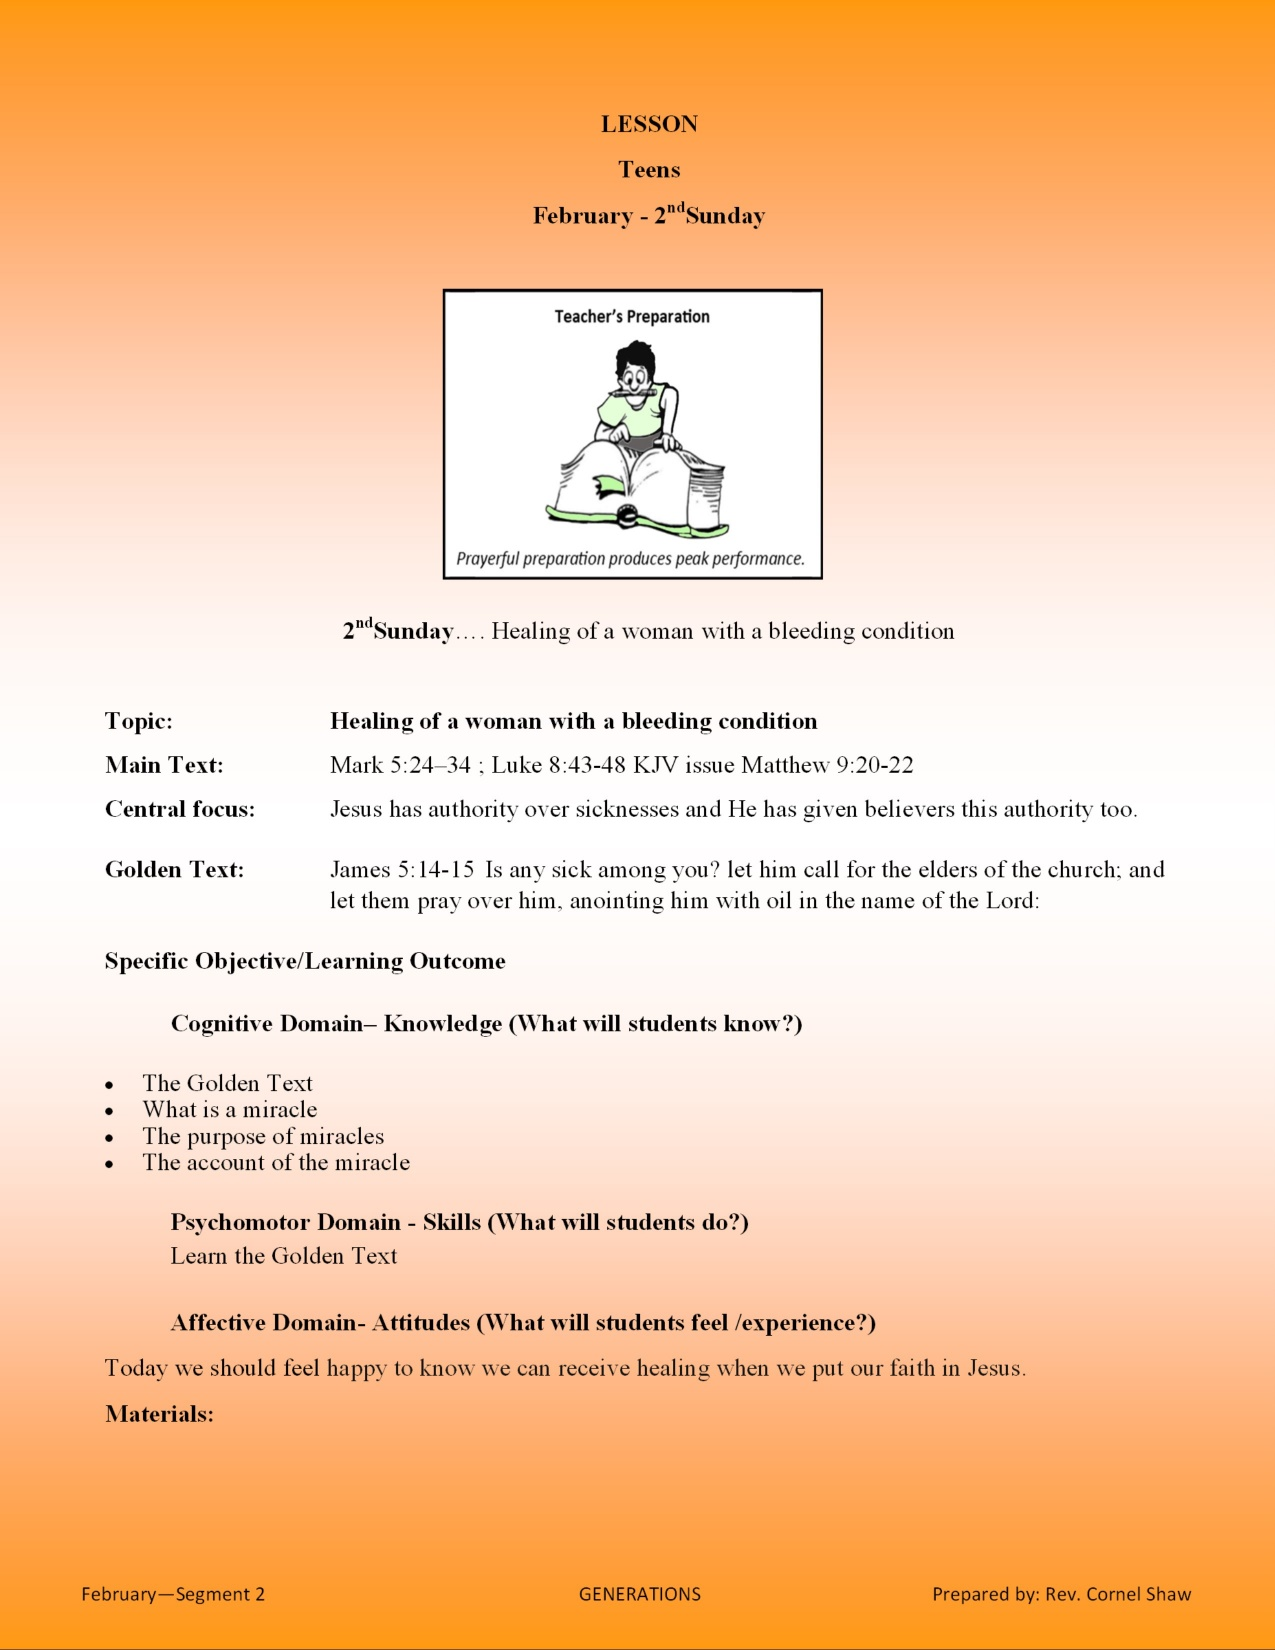 LESSON
Teens
February - 2ndSunday
Teacher's Preparation
Prayerful preparation produces peak performance.
2ndSunday…. Healing of a woman with a bleeding condition
Topic: Healing of a woman with a bleeding condition
Main Text: Mark 5:24–34 ; Luke 8:43-48 KJV issue Matthew 9:20-22
Central focus: Jesus has authority over sicknesses and He has given believers this authority too.
Golden Text: James 5:14-15 Is any sick among you? let him call for the elders of the church; and
let them pray over him, anointing him with oil in the name of the Lord:
Specific Objective/Learning Outcome
Cognitive Domain– Knowledge (What will students know?)
• The Golden Text
• What is a miracle
• The purpose of miracles
• The account of the miracle
Psychomotor Domain - Skills (What will students do?)
Learn the Golden Text
Affective Domain- Attitudes (What will students feel /experience?)
Today we should feel happy to know we can receive healing when we put our faith in Jesus.
Materials:
February—Segment 2 GENERATIONS Prepared by: Rev. Cornel Shaw